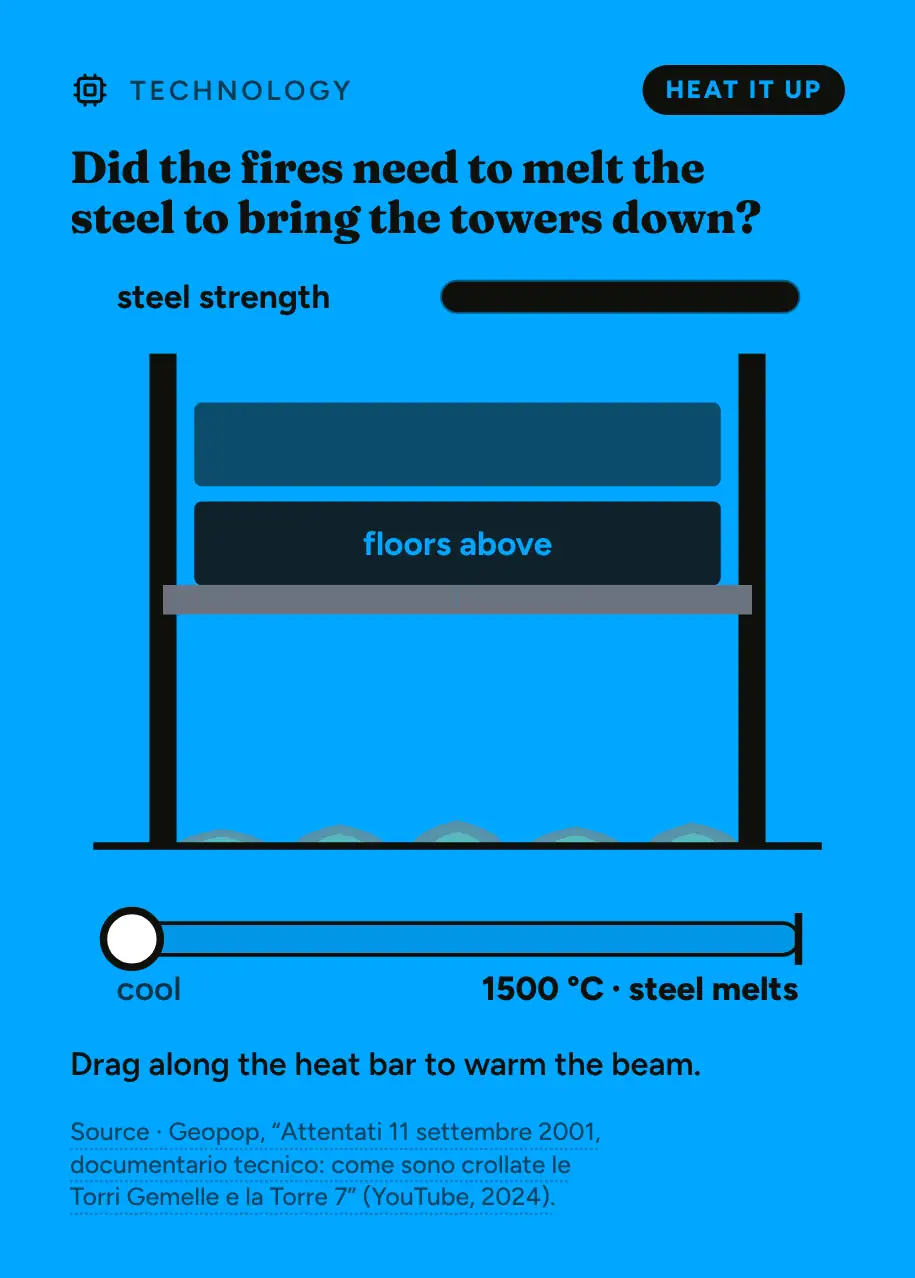 TECHNOLOGY
HEAT IT UP
Did the fires need to melt the
steel to bring the towers down?
steel strength
floors above
cool
1500 °C · steel melts
Drag along the heat bar to warm the beam.
Source · Geopop, “Attentati 11 settembre 2001,
documentario tecnico: come sono crollate le
Torri Gemelle e la Torre 7” (YouTube, 2024).